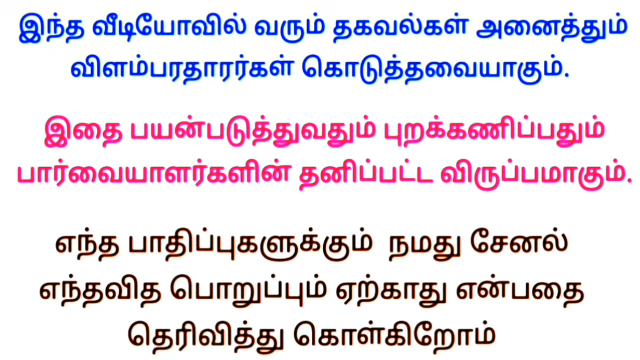 இந்த வீடியோவில் வரும் தகவல்கள் அனைத்தும்
விளம்பரதாரர்கள் கொடுத்தவையாகும்.
இதை பயன்படுத்துவதும் புறக்கணிப்பதும்
பார்வையாளர்களின் தனிப்பட்ட விருப்பமாகும்.
எந்த பாதிப்புகளுக்கும் நமது சேனல்
எந்தவித பொறுப்பும் ஏற்காது என்பதை
தெரிவித்து கொள்கிறோம்